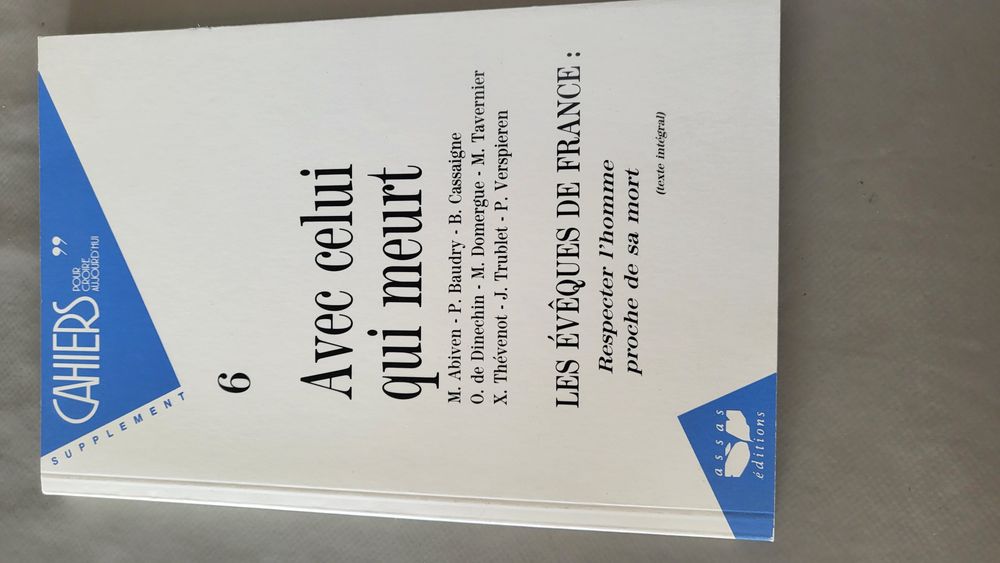 CAHIERS
POUR
CROIRE
AUJOURD'HUI
”
SUPPLEMENT
6
Avec celui
qui meurt
M. Abiven - P. Baudry - B. Cassaigne
O. de Dinechin - M. Domergue - M. Tavernier
X. Thévenot - J. Trublet - P. Verspieren
LES ÉVÊQUES DE FRANCE :
Respecter l'homme
proche de sa mort
(texte intégral)
assas
éditions